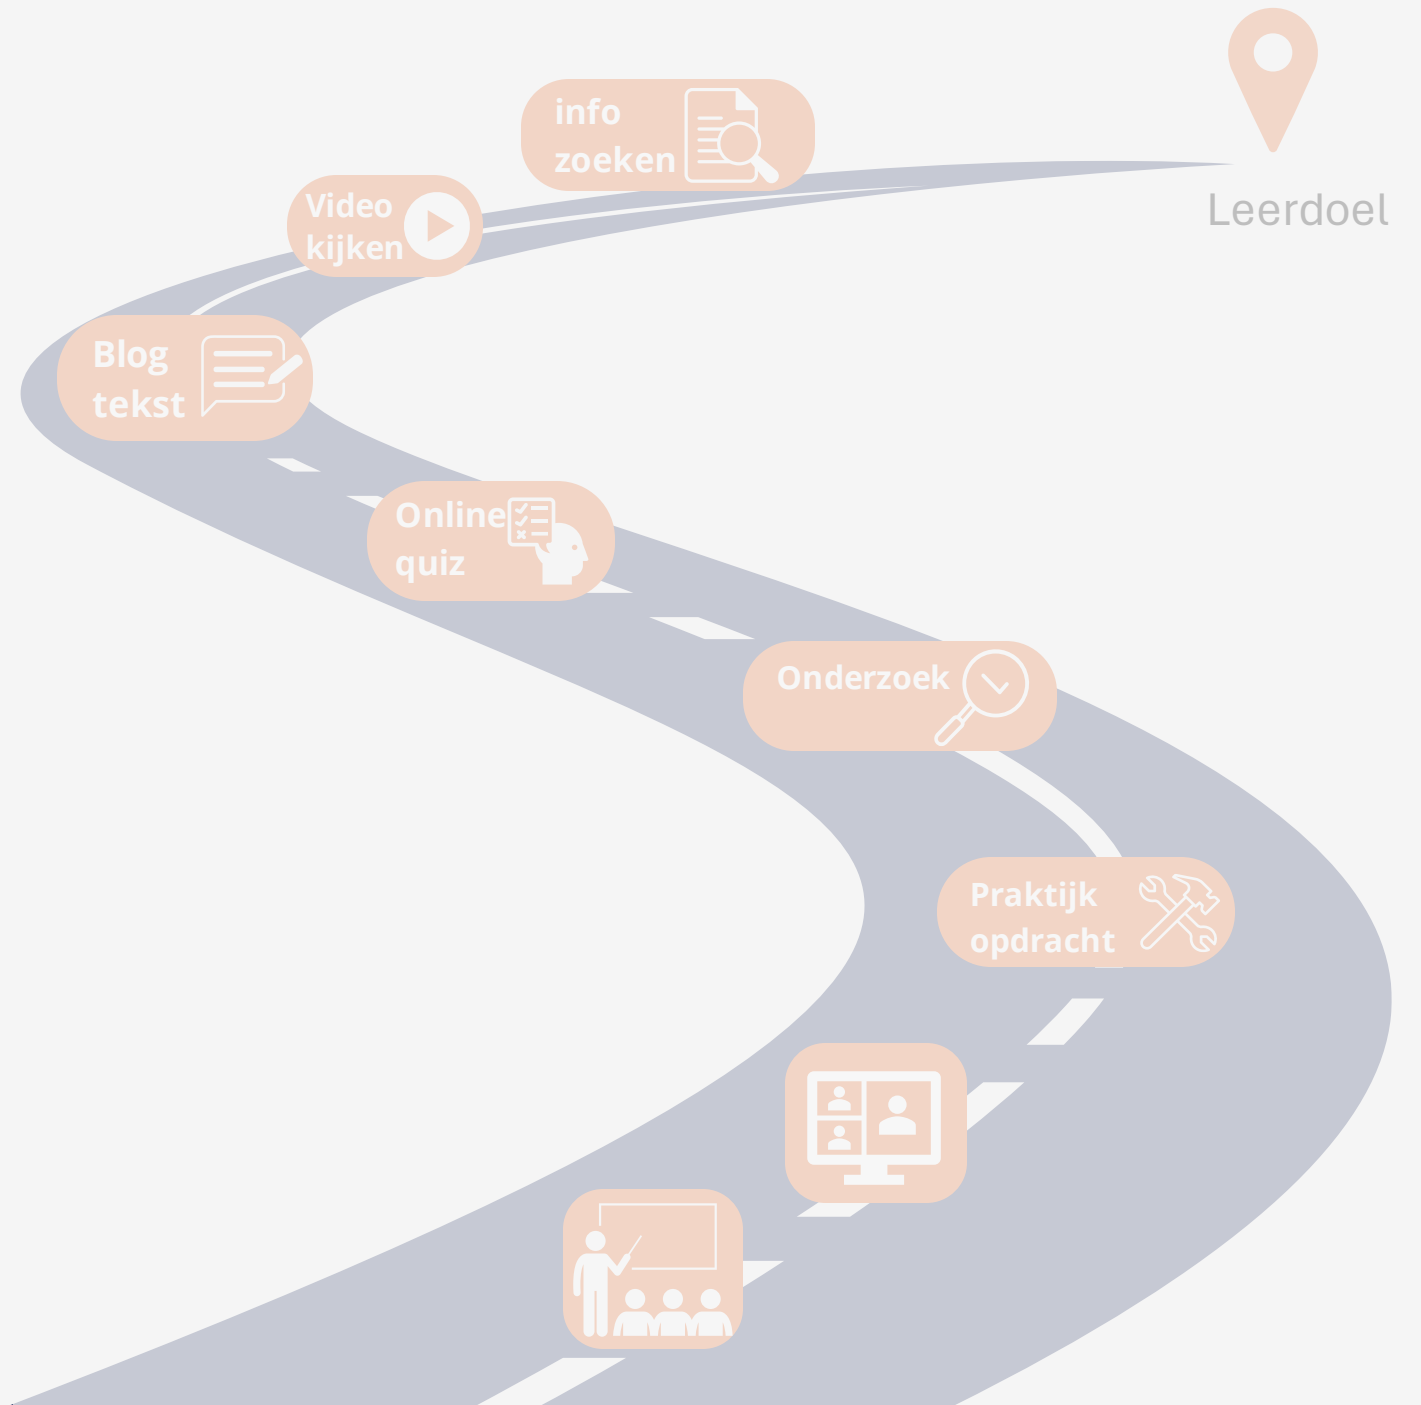 info
zoeken
Leerdoel
Video
kijken
Blog
tekst
Online
quiz
Onderzoek
Praktijk
opdracht